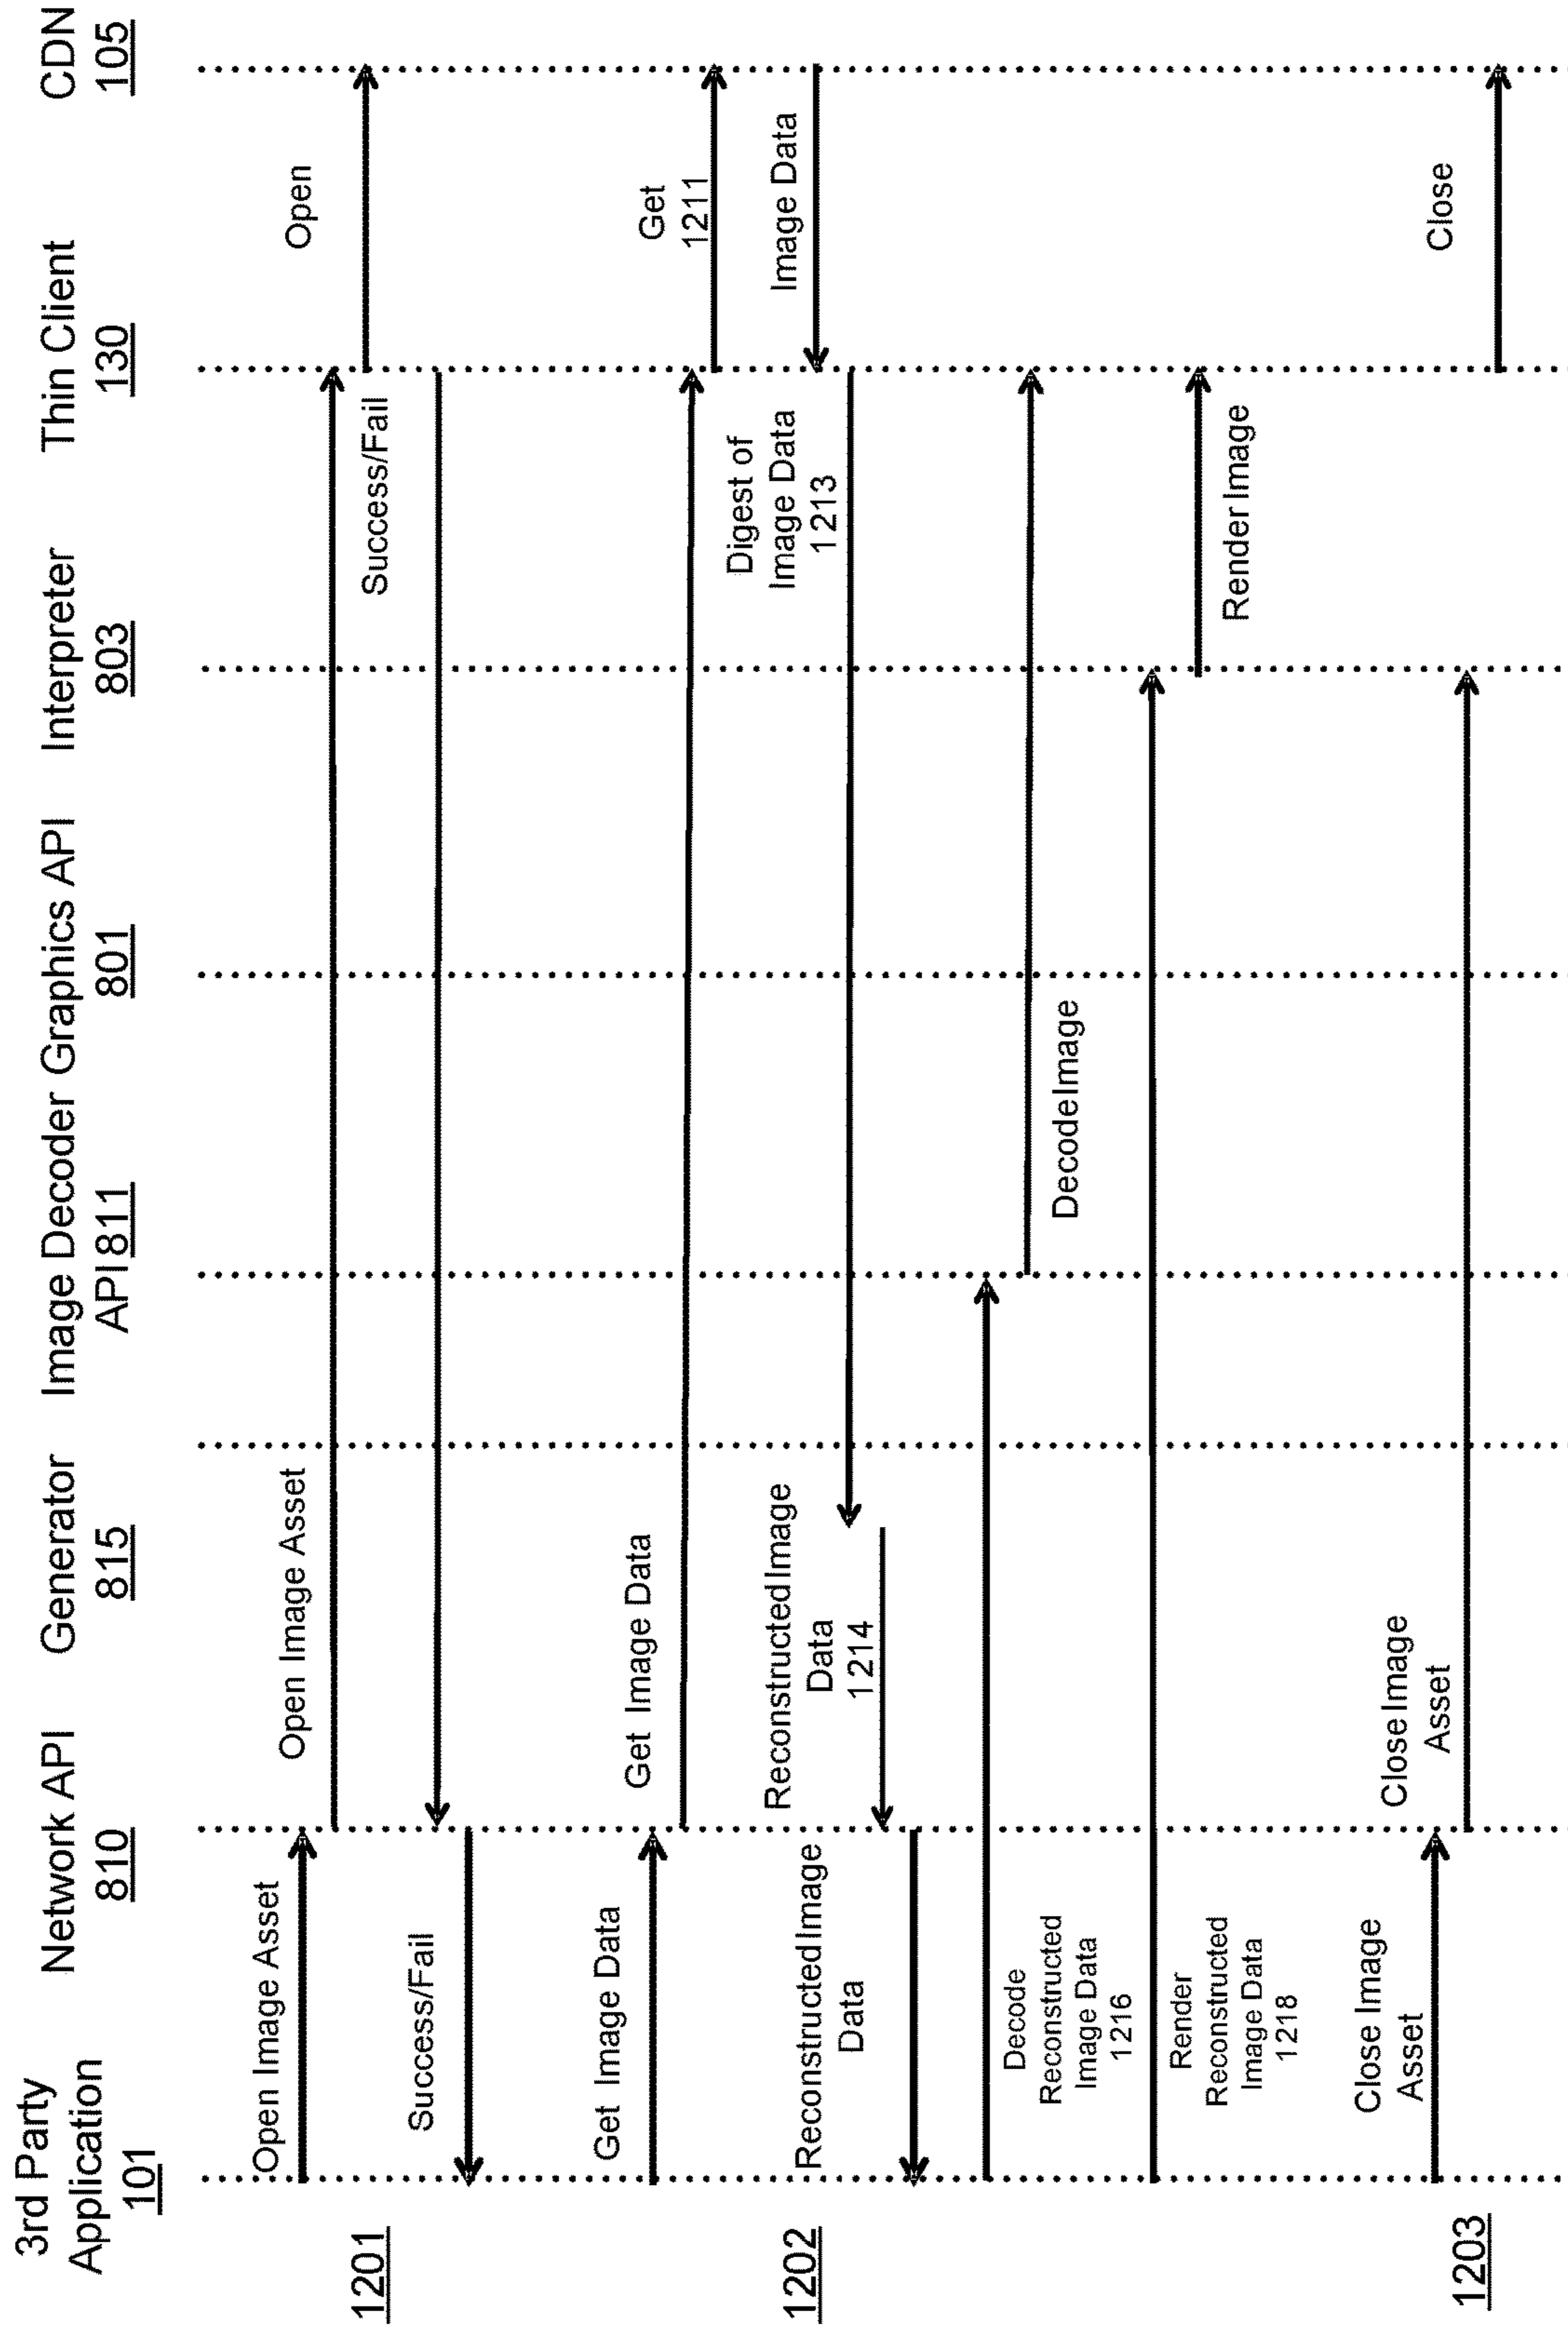 3rd Party
Application
101
Network API
810
Generator
815
Image Decoder
API 811
Graphics API
801
Interpreter
803
Thin Client
130
CDN
105
1201
Open Image Asset
Open Image Asset
Open
Success/Fail
Success/Fail
1202
Get Image Data
Get Image Data
Get
1211
Image Data
Digest of
Image Data
1213
Reconstructed Image
Data
1214
Reconstructed Image
Data
Decode
Reconstructed
Image Data
1216
Decode Image
Render
Reconstructed
Image Data
1218
Render Image
1203
Close Image
Asset
Close Image
Asset
Close